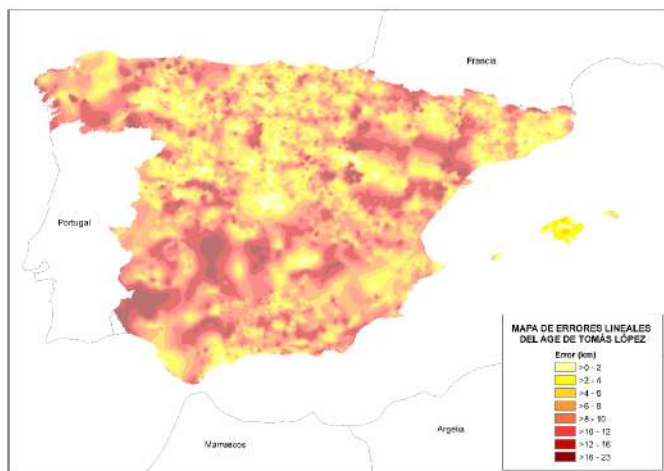 Francia
Portugal
MAPA DE ERRORES LINEALES
DEL AGE DE TOMÁS LÓPEZ
Error (km)
>0 - 2
>2 - 4
>4 - 6
>6 - 8
>8 - 10
>10 - 12
>12 - 16
>16 - 23
Marruecos
Argelia